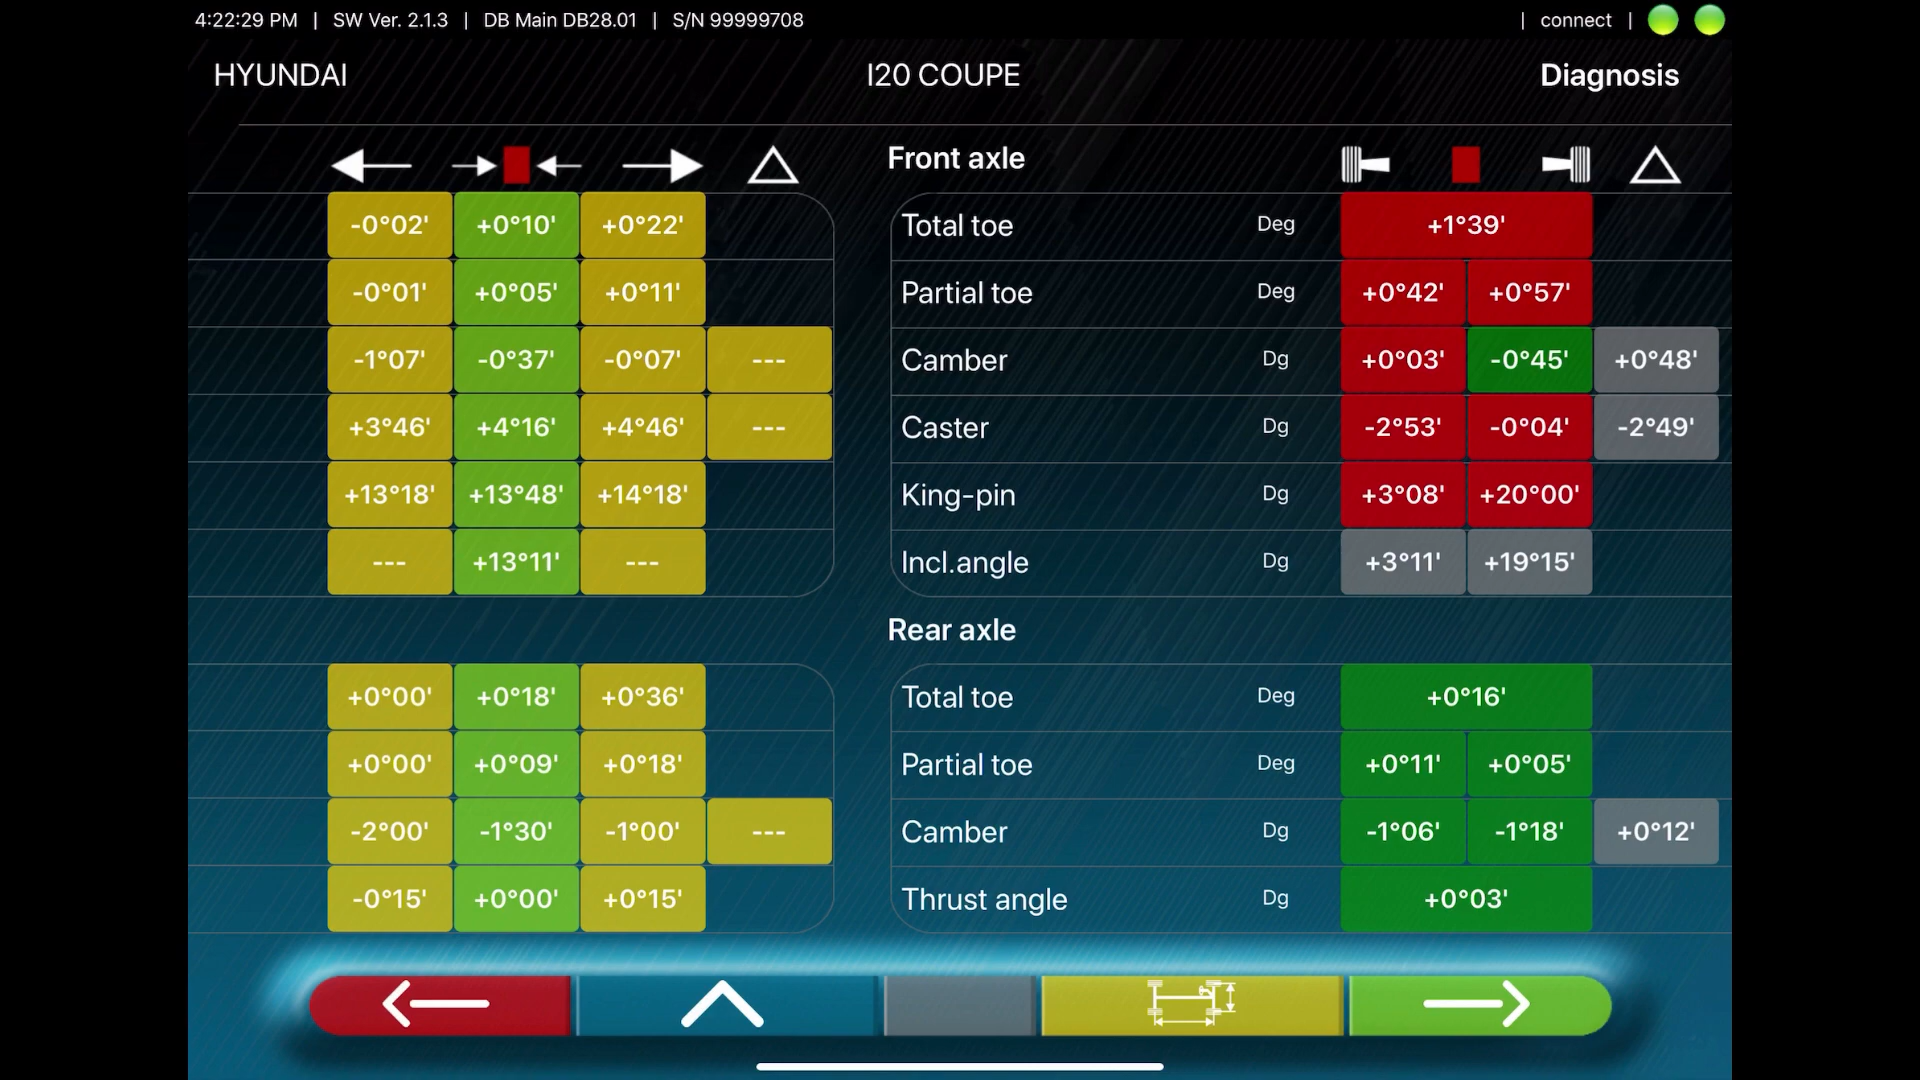 4:22:29 PM | SW Ver. 2.1.3 | DB Main DB28.01 | S/N 99999708 | connect |
HYUNDAI I20 COUPE Diagnosis
Front axle
-0°02' +0°10' +0°22' Total toe Deg +1°39'
-0°01' +0°05' +0°11' Partial toe Deg +0°42' +0°57'
-1°07' -0°37' -0°07' --- Camber Dg +0°03' -0°45' +0°48'
+3°46' +4°16' +4°46' --- Caster Dg -2°53' -0°04' -2°49'
+13°18' +13°48' +14°18' King-pin Dg +3°08' +20°00'
--- +13°11' --- Incl.angle Dg +3°11' +19°15'
Rear axle
+0°00' +0°18' +0°36' Total toe Deg +0°16'
+0°00' +0°09' +0°18' Partial toe Deg +0°11' +0°05'
-2°00' -1°30' -1°00' --- Camber Dg -1°06' -1°18' +0°12'
-0°15' +0°00' +0°15' Thrust angle Dg +0°03'